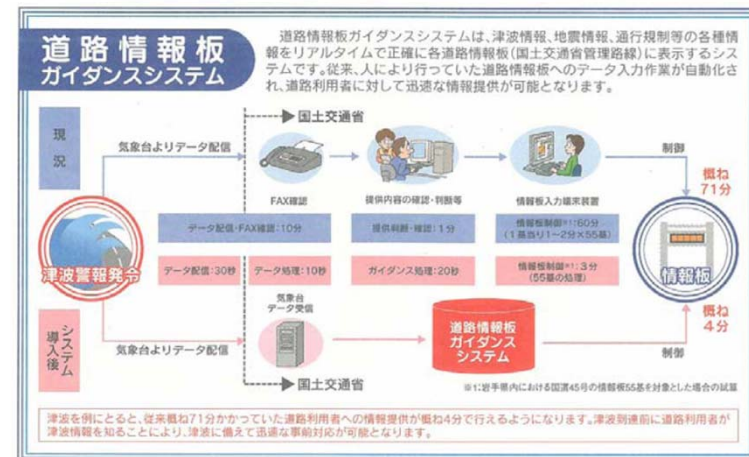 道路情報板
ガイダンスシステム
道路情報板ガイダンスシステムは、津波情報、地震情報、通行規制等の各種情
報をリアルタイムで正確に各道路情報板(国土交通省管理路線)に表示するシス
テムです。従来、人により行っていた道路情報板へのデータ入力作業が自動化さ
れ、道路利用者に対して迅速な情報提供が可能となります。
現況
国土交通省
気象台よりデータ配信
制御
概ね
71分
FAX確認
提供内容の確認・判断等
情報板入力端末装置
データ配信・FAX確認:10分
提供判断・確認:1分
情報板制御※1:60分
(1基当り1~2分×55基)
津波警報発令
情報板
データ配信:30秒
データ処理:10秒
ガイダンス処理:20秒
情報板制御※1:3分
(55基の処理)
システム
導入後
気象台
データ受信
道路情報板
ガイダンス
システム
概ね
4分
気象台よりデータ配信
制御
国土交通省
※1:岩手県内における国道45号の情報板55基を対象とした場合の試算
津波を例にとると、従来概ね71分かかっていた道路利用者への情報提供が概ね4分で行えるようになります。津波到達前に道路利用者が
津波情報を知ることにより、津波に備えて迅速な事前対応が可能となります。